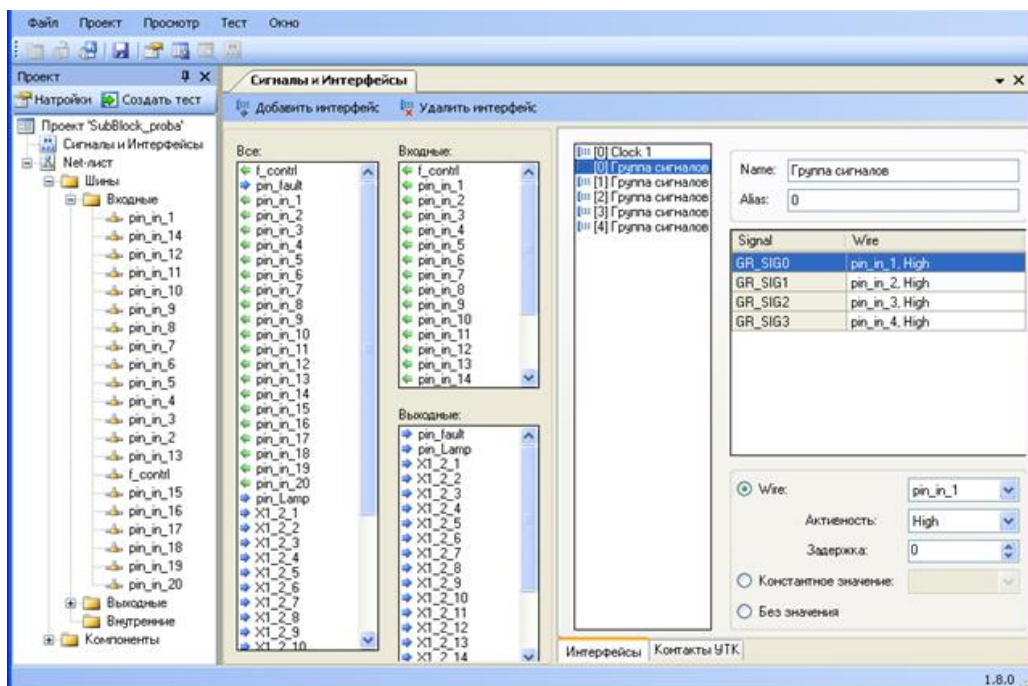 Файл Проект Просмотр Тест Окно
Проект
Натройки Создать тест
Проект 'SubBlock_proba'
Сигналы и Интерфейсы
Net-лист
Шины
Входные
pin_in_1
pin_in_14
pin_in_12
pin_in_11
pin_in_10
pin_in_9
pin_in_8
pin_in_7
pin_in_6
pin_in_5
pin_in_4
pin_in_3
pin_in_2
pin_in_13
f_contrl
pin_in_15
pin_in_16
pin_in_17
pin_in_18
pin_in_19
pin_in_20
Выходные
Внутренние
Компоненты
Сигналы и Интерфейсы
Добавить интерфейс Удалить интерфейс
Все:
f_contrl
pin_fault
pin_in_1
pin_in_2
pin_in_3
pin_in_4
pin_in_5
pin_in_6
pin_in_7
pin_in_8
pin_in_9
pin_in_10
pin_in_11
pin_in_12
pin_in_13
pin_in_14
pin_in_15
pin_in_16
pin_in_17
pin_in_18
pin_in_19
pin_in_20
pin_Lamp
X1_2_1
X1_2_2
X1_2_3
X1_2_4
X1_2_5
X1_2_6
X1_2_7
X1_2_8
X1_2_9
X1_2_10
Входные:
f_contrl
pin_in_1
pin_in_2
pin_in_3
pin_in_4
pin_in_5
pin_in_6
pin_in_7
pin_in_8
pin_in_9
pin_in_10
pin_in_11
pin_in_12
pin_in_13
pin_in_14
Выходные:
pin_fault
pin_Lamp
X1_2_1
X1_2_2
X1_2_3
X1_2_4
X1_2_5
X1_2_6
X1_2_7
X1_2_8
X1_2_9
X1_2_10
X1_2_11
X1_2_12
X1_2_13
X1_2_14
[0] Clock 1
[0] Группа сигналов
[1] Группа сигналов
[2] Группа сигналов
[3] Группа сигналов
[4] Группа сигналов
Name: Группа сигналов
Alias: 0
Signal Wire
GR_SIG0 pin_in_1, High
GR_SIG1 pin_in_2, High
GR_SIG2 pin_in_3, High
GR_SIG3 pin_in_4, High
Wire: pin_in_1
Активность: High
Задержка: 0
Константное значение:
Без значения
Интерфейсы Контакты УТК
1.8.0